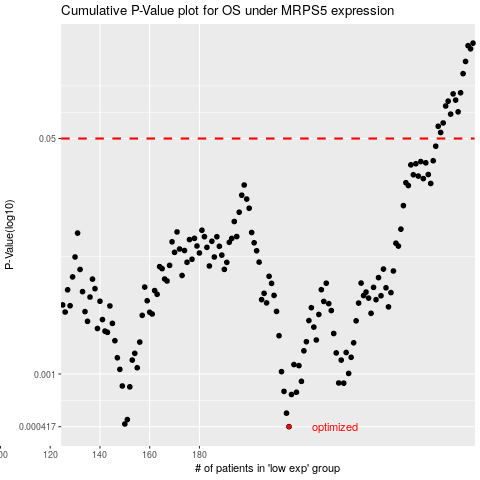 Cumulative P-Value plot for OS under MRPS5 expression
P-Value(log10)
0.05
0.001
0.000417
optimized
00 120 140 160 180
# of patients in 'low exp' group